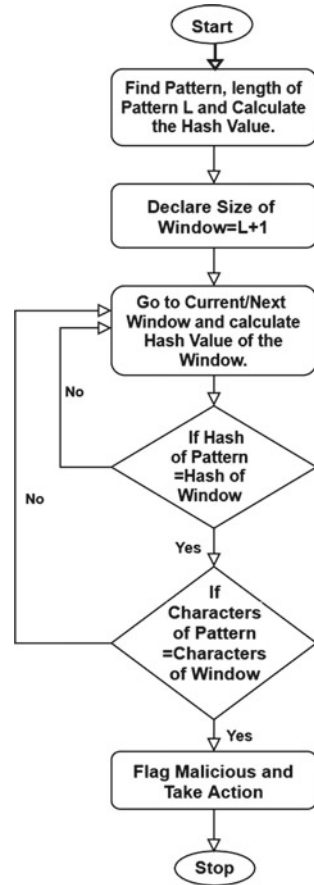 Start
Find Pattern, length of
Pattern L and Calculate
the Hash Value.
Declare Size of
Window=L+1
Go to Current/Next
Window and calculate
Hash Value of the
Window.
No
If Hash
of Pattern
=Hash of
Window
No
Yes
If
Characters
of Pattern
=Characters
of Window
Yes
Flag Malicious and
Take Action
Stop